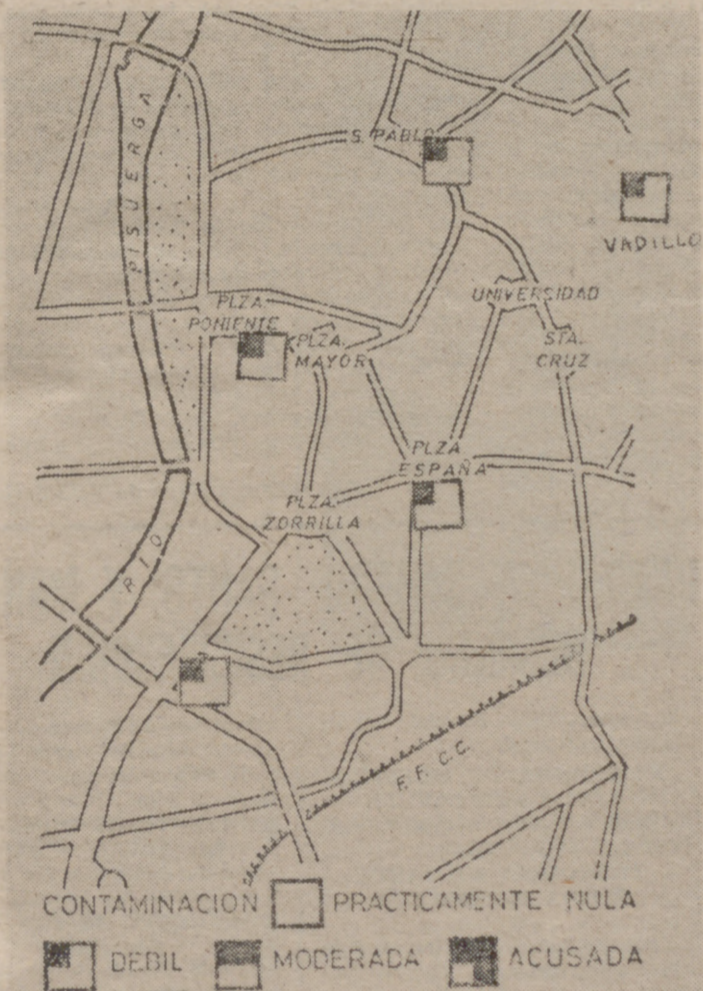 S. PABLO
PISUERGA
VADILLO
UNIVERSIDAD
PLZA.
PONIENTE
PLZA.
MAYOR
STA.
CRUZ
PLZA
ESPAÑA
PLZA.
ZORRILLA
RIO
F. F. C.C.
CONTAMINACION PRACTICAMENTE NULA
DEBIL MODERADA ACUSADA